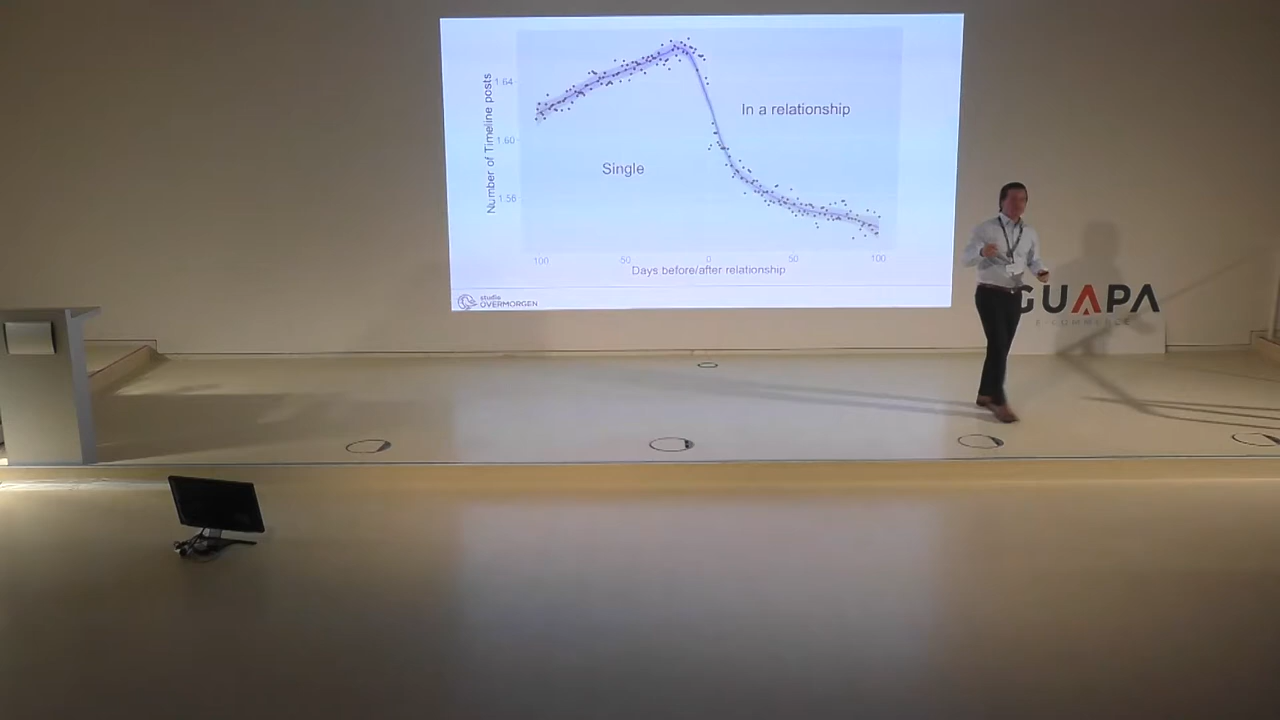 Number of Timeline posts
1.64
1.60
1.56
Single
In a relationship
100
-50
0
50
100
Days before/after relationship
studio
OVERMORGEN
GUAPA
E-COMMERCE